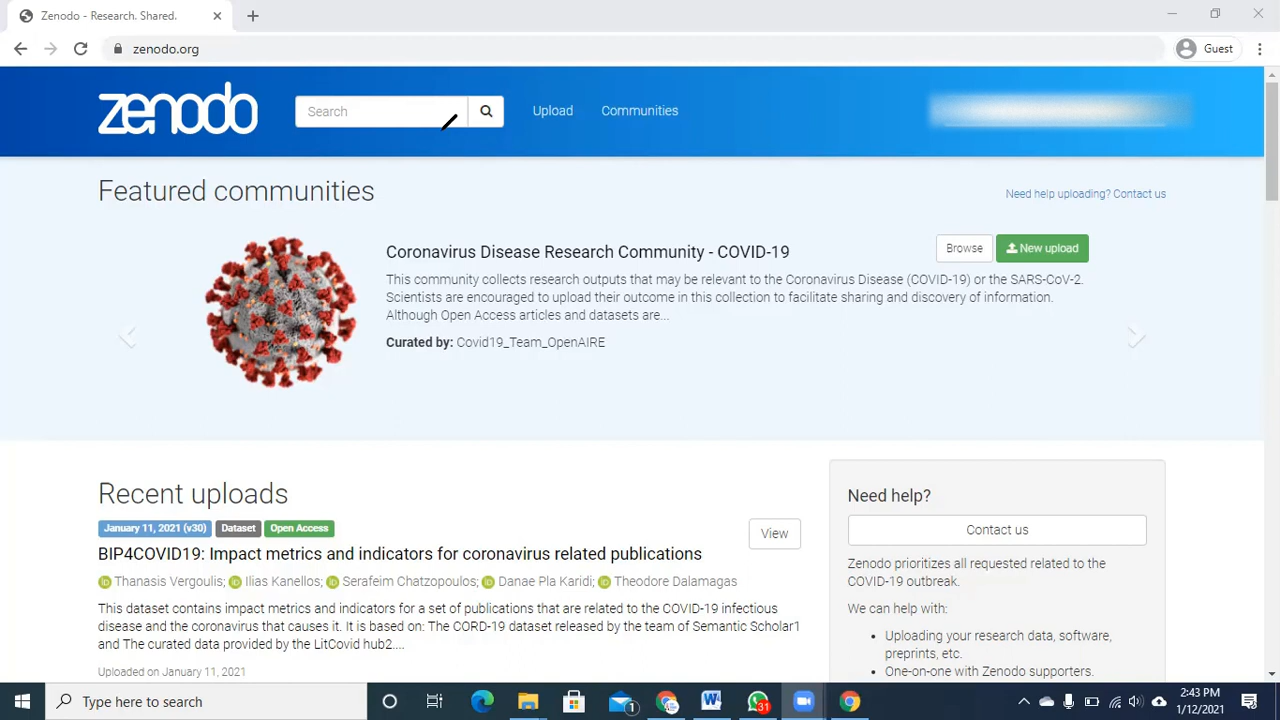 Zenodo - Research. Shared.
zenodo.org
Guest
zenodo
Search
Upload
Communities
Featured communities
Need help uploading? Contact us
Coronavirus Disease Research Community - COVID-19
Browse
New upload
This community collects research outputs that may be relevant to the Coronavirus Disease (COVID-19) or the SARS-CoV-2.
Scientists are encouraged to upload their outcome in this collection to facilitate sharing and discovery of information.
Although Open Access articles and datasets are...
Curated by: Covid19_Team_OpenAIRE
Recent uploads
January 11, 2021 (v30) Dataset Open Access
View
BIP4COVID19: Impact metrics and indicators for coronavirus related publications
Thanasis Vergoulis; Ilias Kanellos; Serafeim Chatzopoulos; Danae Pla Karidi; Theodore Dalamagas
This dataset contains impact metrics and indicators for a set of publications that are related to the COVID-19 infectious
disease and the coronavirus that causes it. It is based on: The CORD-19 dataset released by the team of Semantic Scholar1
and The curated data provided by the LitCovid hub2....
Uploaded on January 11, 2021
Need help?
Contact us
Zenodo prioritizes all requested related to the
COVID-19 outbreak.
We can help with:
Uploading your research data, software,
preprints, etc.
One-on-one with Zenodo supporters.
Type here to search
1
31
2:43 PM
1/12/2021